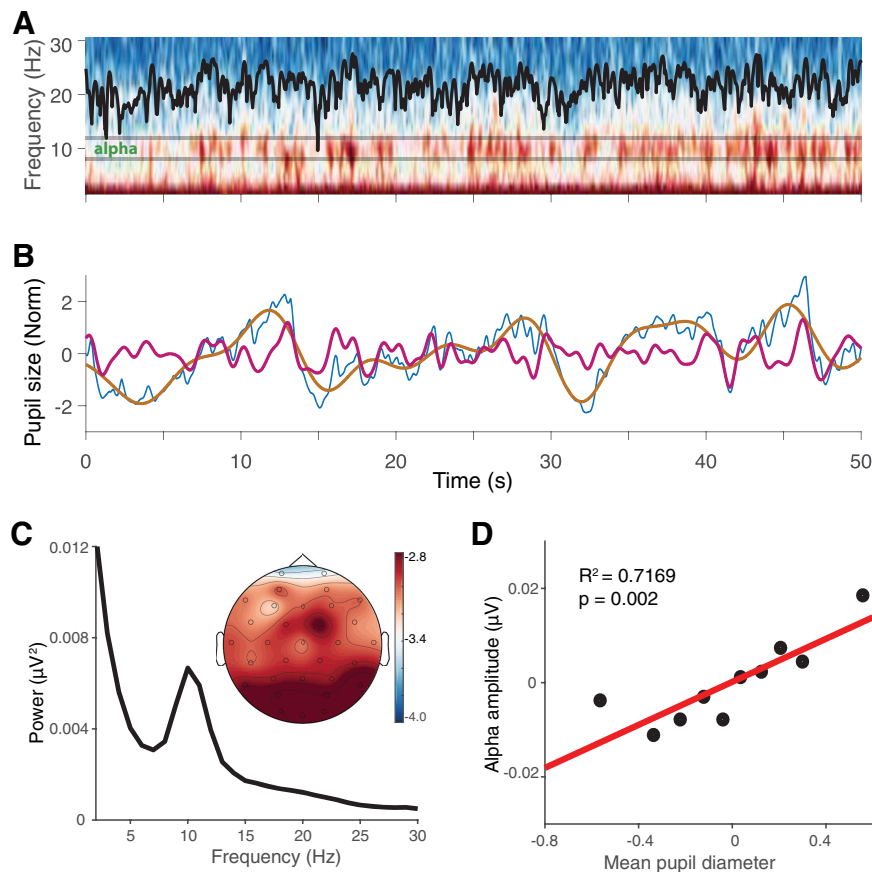 A
Frequency (Hz)
30
20
10
alpha
B
Pupil size (Norm)
2
0
-2
0 10 20 30 40 50
Time (s)
C
Power (µV²)
0.012
0.008
0.004
0
5 10 15 20 25 30
Frequency (Hz)
-2.8
-3.4
-4.0
D
R² = 0.7169
p = 0.002
Alpha amplitude (µV)
0.02
0
-0.02
-0.8 -0.4 0 0.4
Mean pupil diameter